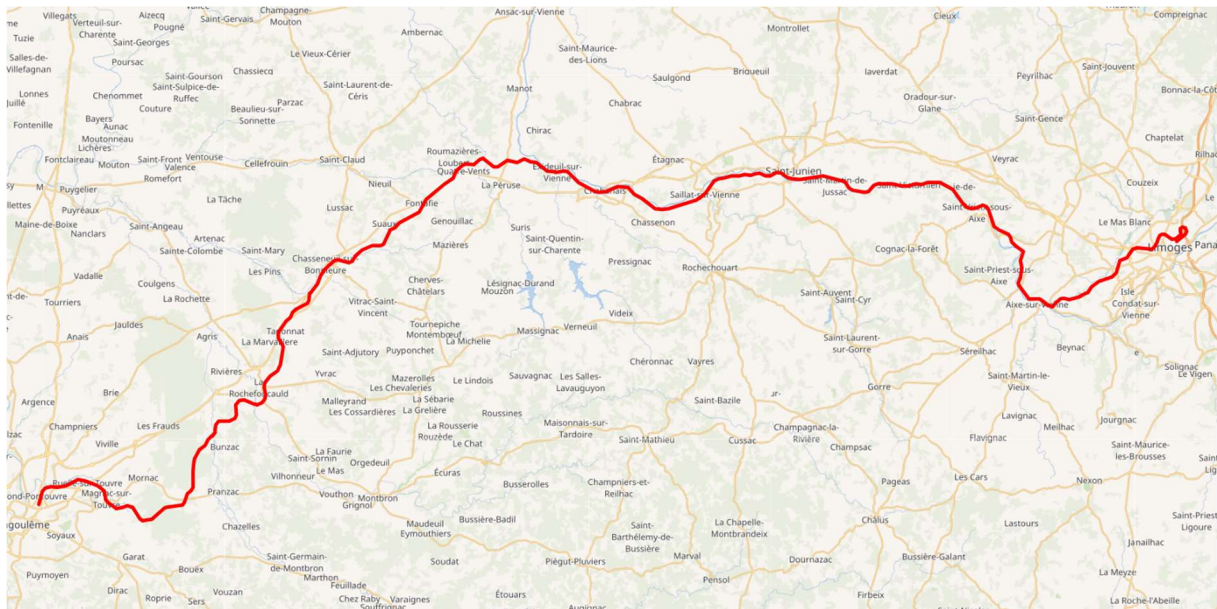 Villegats
Aizecq
Champagne-
Mouton
Ansac-sur-Vienne
Cieux
Compreignac
Verteuil-sur-
Charente
Pougné
Saint-Gervais
Tuzie
Saint-Georges
Ambernac
Montrollet
Salles-de-
Villefagnan
Poursac
Le Vieux-Cérier
Saint-Maurice-
des-Lions
Saint-Jouvent
Saint-Gourson
Chassiecq
Saulgond
Brigueuil
Javerdat
Peyrilhac
Lonnes
Chenommet
Saint-Sulpice-de-
Ruffec
Saint-Laurent-de-
Céris
Manot
Bonnac-la-Côte
Juillé
Couture
Parzac
Chabrac
Oradour-sur-
Glane
Fontenille
Bayers
Aunac
Beaulieu-sur-
Sonnette
Saint-Gence
Moutonneau
Lichères
Chirac
Chaptelat
Fontclaireau
Mouton
Saint-Front
Valence
Ventouse
Cellefrouin
Saint-Claud
Roumazières-
Loubert
Quatre-Vents
Exideuil-sur-
Vienne
Étagnac
Saint-Junien
Veyrac
Romefort
Puygelier
Nieuil
La Péruse
Couzeix
Puyréaux
La Tâche
Lussac
Fontafie
Chabanais
Saillat-sur-Vienne
Saint-Martin-de-
Jussac
Maine-de-Boixe
Nanclars
Saint-Angeau
Suaux
Genouillac
Chassenon
Le Mas Blanc
Artenac
Sainte-Colombe
Saint-Mary
Mazières
Suris
Saint-Quentin-
sur-Charente
Cognac-la-Forêt
Limoges
Vadalle
Les Pins
Chasseneuil-sur-
Bonnieure
Pressignac
Rochechouart
Saint-Priest-sous-
Aixe
Coulgens
Cherves-
Châtelars
Lésignac-Durand
Mouzon
Saint-Auvent
Saint-Cyr
Isle
Tourriers
La Rochette
Vitrac-Saint-
Vincent
Videix
Aixe-sur-Vienne
Condat-sur-
Vienne
Anais
Jauldes
Agris
Taponnat
Tournepiche
Montembœuf
Massignac
Verneuil
Saint-Laurent-
sur-Gorre
La Michelie
Beynac
Saint-Adjutory
Puyponchet
Séreilhac
Rivières
Chéronnac
Vayres
Solignac
Le Vigen
Brie
La
Rochefoucauld
Yvrac
Mazerolles
Les Chevaleries
Le Lindois
Sauvagnac
Les Salles-
Lavauguyon
Gorre
Saint-Martin-le-
Vieux
Argence
Malleyrand
Les Cossardières
La Sébarie
La Grelière
Roussines
Saint-Bazile
Lavignac
Jourgnac
Champniers
Les Frauds
La Rousserie
Rouzède
Maisonnais-sur-
Tardoire
Champagnac-la-
Rivière
Meilhac
Viville
Bunzac
La Faurie
Le Chat
Saint-Mathieu
Cussac
Champsac
Flavignac
Saint-Maurice-
les-Brousses
Saint-Sornin
Le Mas
Orgedeuil
Mornac
Vilhonneur
Écuras
Les Cars
Nexon
Pranzac
Vouthon
Grignol
Montbron
Busserolles
Champniers-et-
Reilhac
Pageas
Chazelles
Bussière-Badil
La Chapelle-
Montbrandeix
Châlus
Lastours
Soyaux
Maudeuil
Eymouthiers
Saint-
Barthélemy-de-
Bussière
Janailhac
Garat
Saint-Germain-
de-Montbron
Soudat
Piégut-Pluviers
Marval
Dournazac
Bussière-Galant
Bouëx
Marthon
La Meyze
Puymoyen
Dirac
Vouzan
Feuillade
Étouars
Pensol
Firbeix
Roprie
Sers
Chez Raby
Varaignes
La Roche-l'Abeille